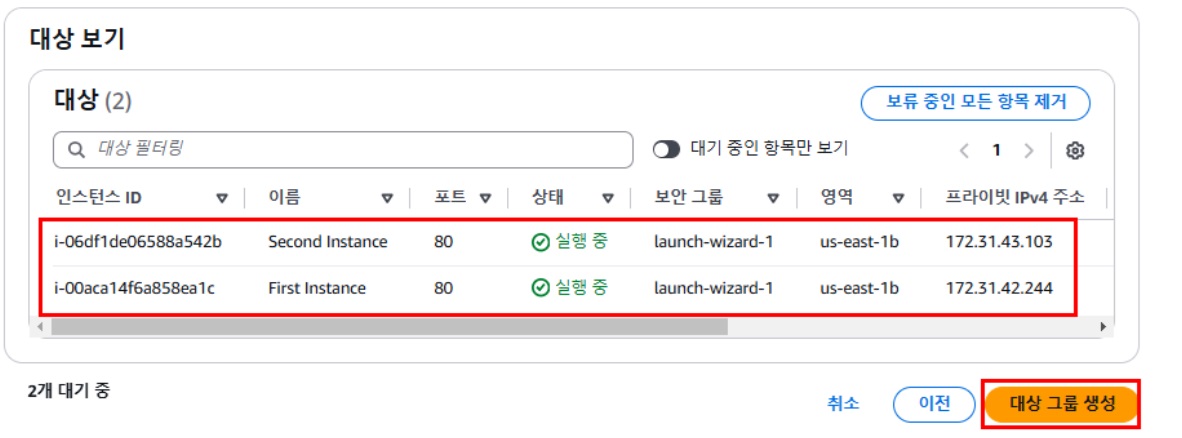 대상 보기
대상 (2) 보류 중인 모든 항목 제거
대상 필터링 대기 중인 항목만 보기 1
인스턴스 ID 이름 포트 상태 보안 그룹 영역 프라이빗 IPv4 주소
i-06df1de06588a542b Second Instance 80 실행 중 launch-wizard-1 us-east-1b 172.31.43.103
i-00aca14f6a858ea1c First Instance 80 실행 중 launch-wizard-1 us-east-1b 172.31.42.244
2개 대기 중
취소 이전 대상 그룹 생성